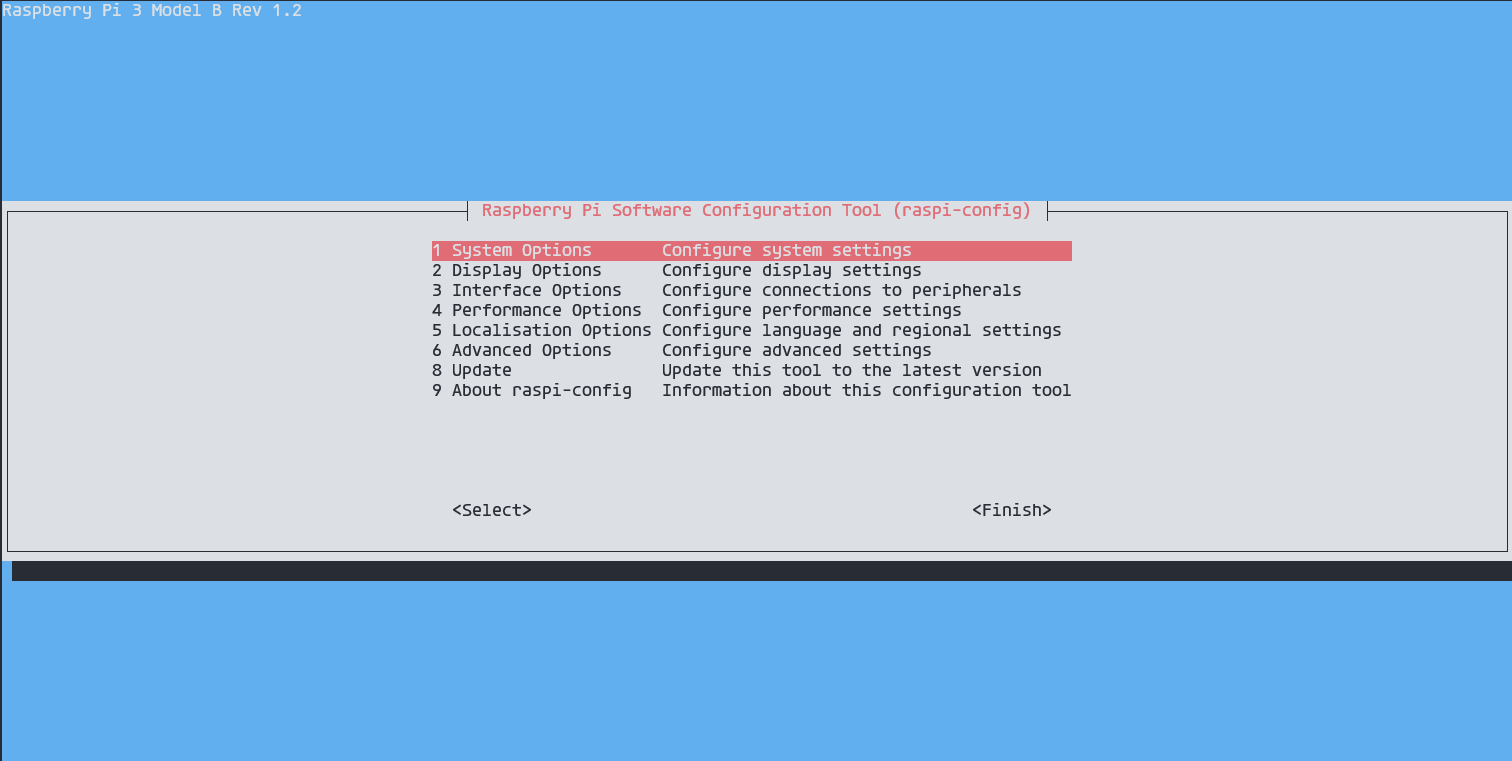 Raspberry Pi 3 Model B Rev 1.2
Raspberry Pi Software Configuration Tool (raspi-config)
1 System Options Configure system settings
2 Display Options Configure display settings
3 Interface Options Configure connections to peripherals
4 Performance Options Configure performance settings
5 Localisation Options Configure language and regional settings
6 Advanced Options Configure advanced settings
8 Update Update this tool to the latest version
9 About raspi-config Information about this configuration tool
<Select> <Finish>